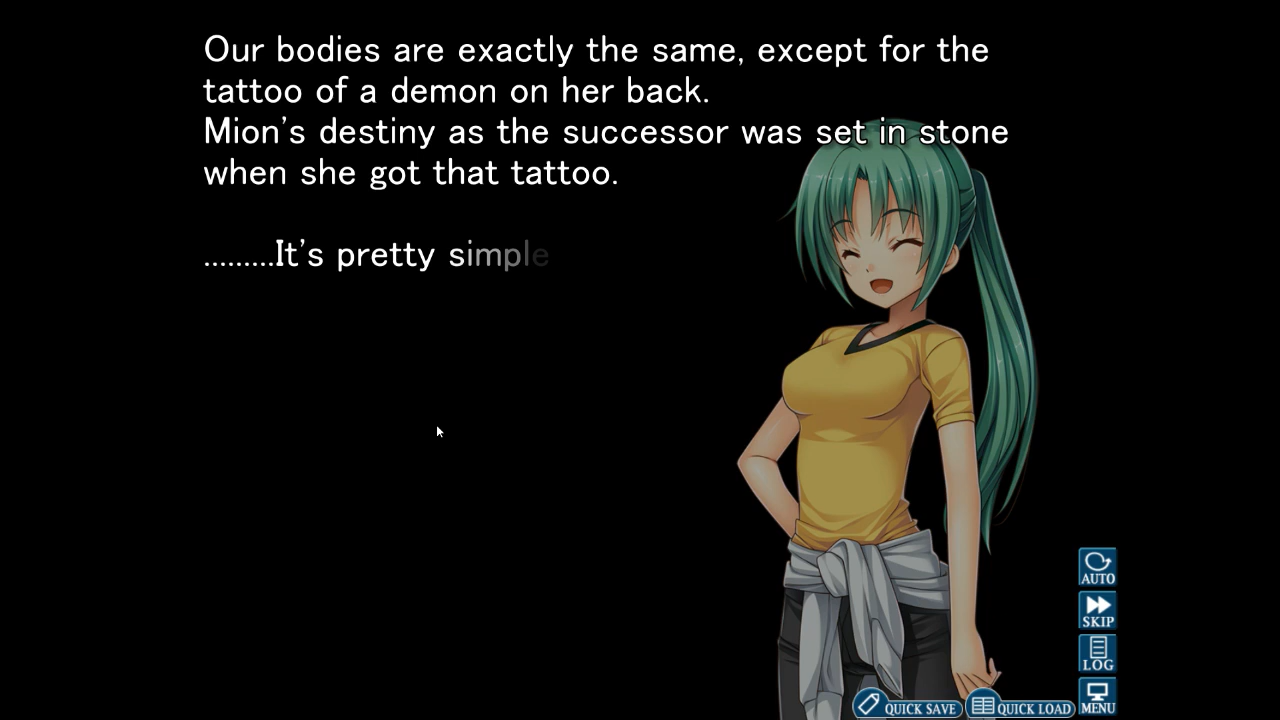 Our bodies are exactly the same, except for the
tattoo of a demon on her back.
Mion's destiny as the successor was set in stone
when she got that tattoo.
.........It's pretty simple
AUTO
SKIP
LOG
MENU
QUICK SAVE
QUICK LOAD